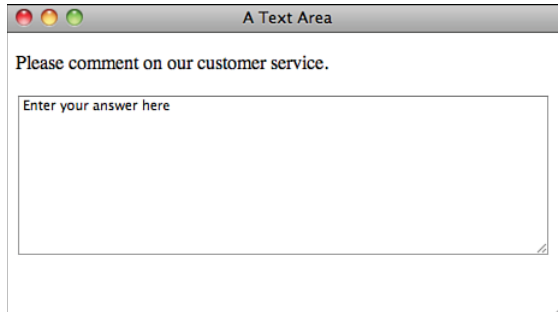 A Text Area
Please comment on our customer service.
Enter your answer here